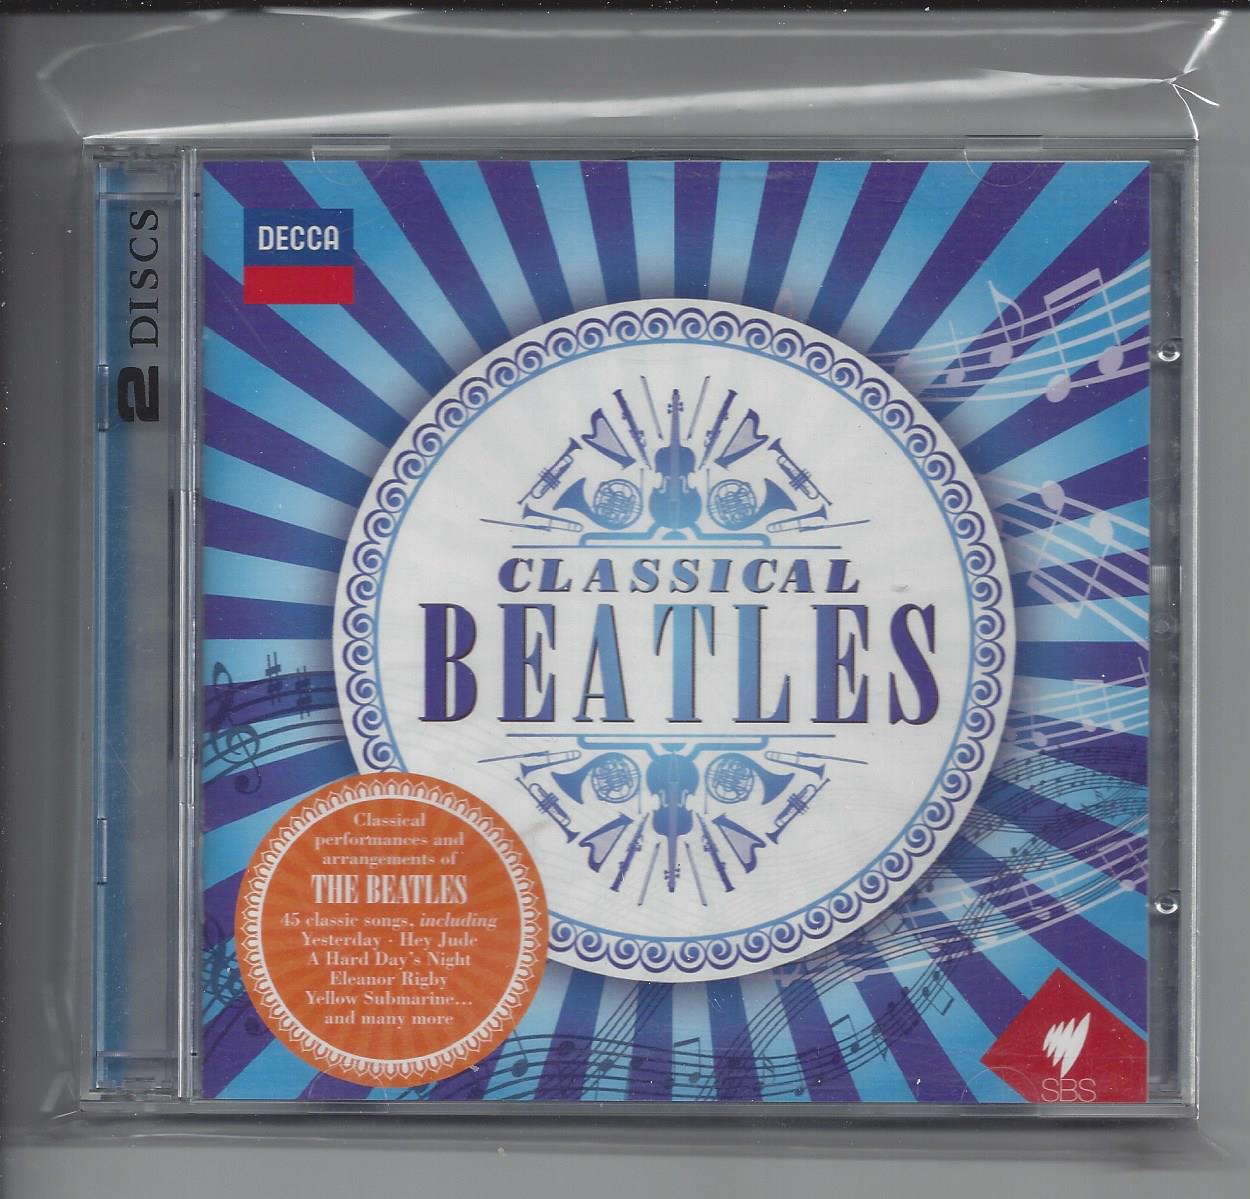 2 DISCS
DECCA
CLASSICAL
BEATLES
Classical
performances and
arrangements of
THE BEATLES
45 classic songs, including
Yesterday · Hey Jude
A Hard Day's Night
Eleanor Rigby
Yellow Submarine...
and many more
SBS